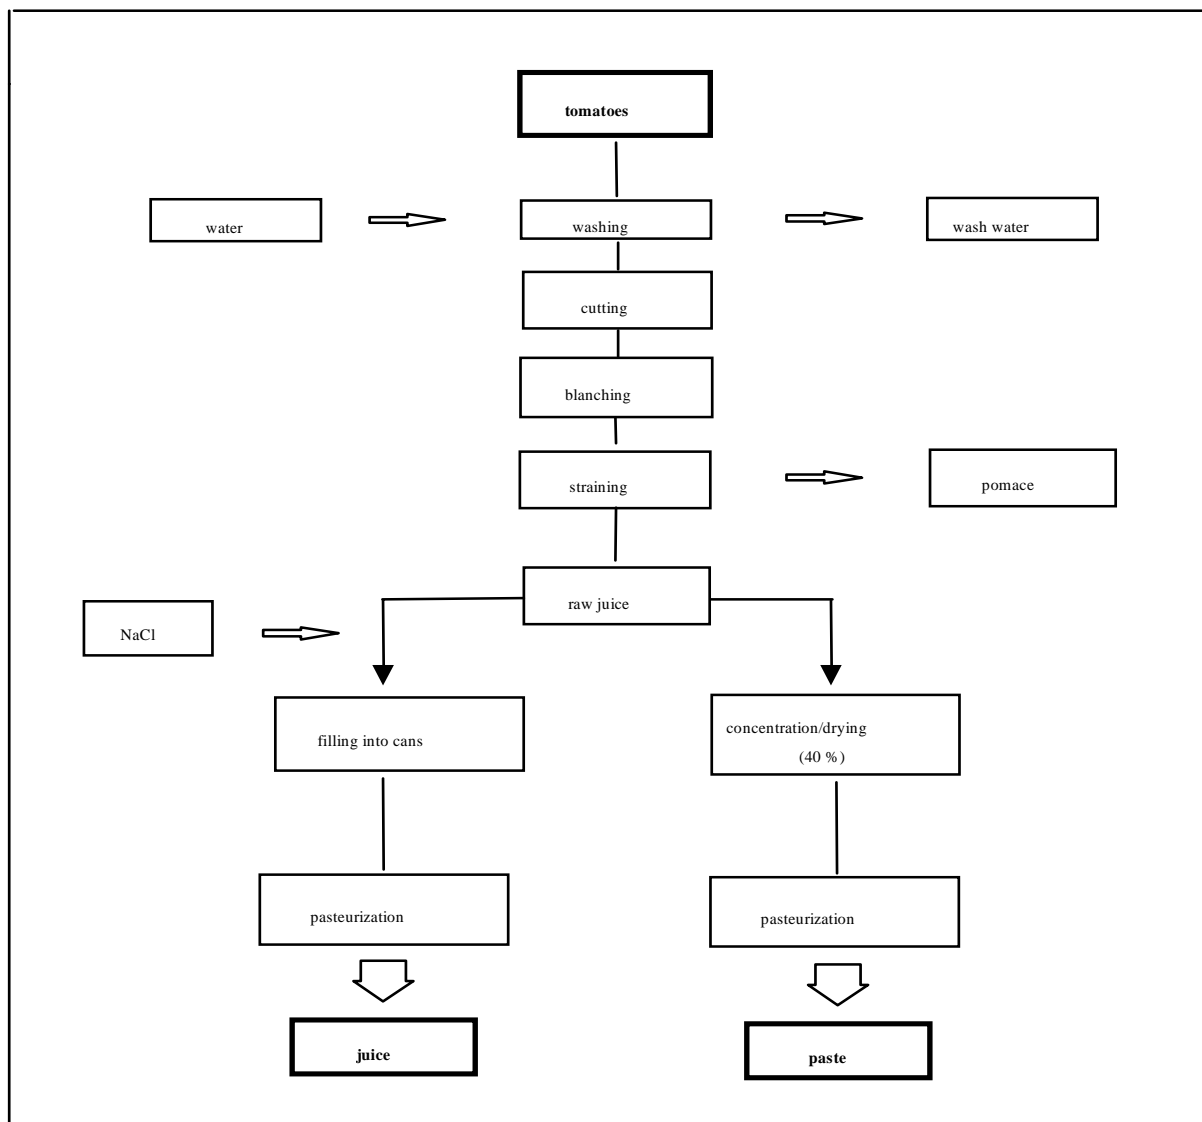 tomatoes
water
washing
wash water
cutting
blanching
straining
pomace
raw juice
NaCl
filling into cans
concentration/drying
(40 %)
pasteurization
pasteurization
juice
paste